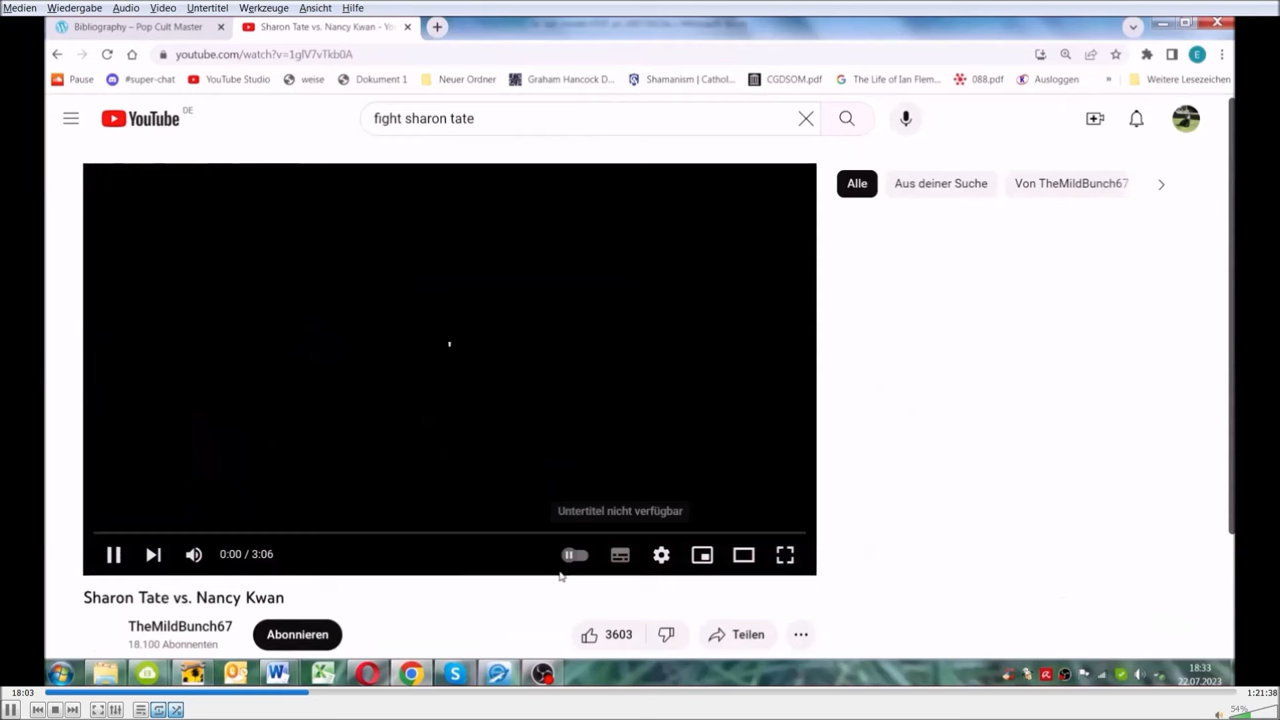 Medien Wiedergabe Audio Video Untertitel Werkzeuge Ansicht Hilfe
Bibliography – Pop Cult Master
Sharon Tate vs. Nancy Kwan - Yo
youtube.com/watch?v=1glV7vTkb0A
E
Pause #super-chat YouTube Studio weise Dokument 1 Neuer Ordner Graham Hancock D... Shamanism | Cathol... CGDSOM.pdf The Life of Ian Flem... 088.pdf Ausloggen » Weitere Lesezeichen
YouTube DE
fight sharon tate
Alle Aus deiner Suche Von TheMildBunch67
Untertitel nicht verfügbar
0:00 / 3:06
Sharon Tate vs. Nancy Kwan
TheMildBunch67
18.100 Abonnenten
Abonnieren
3603
Teilen
18:33
22.07.2023
18:03
1:21:38
54%